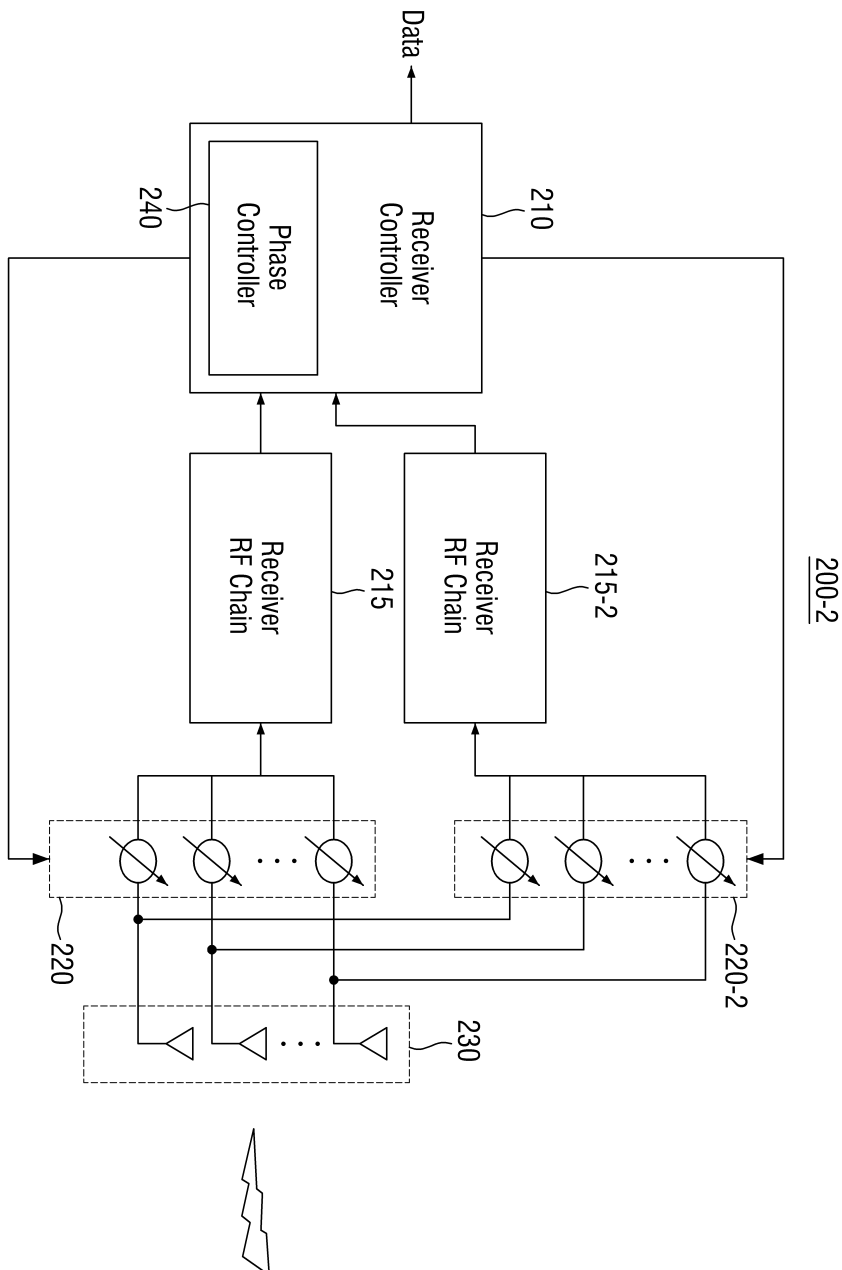 200-2
Data
210
Receiver
Controller
240
Phase
Controller
215-2
Receiver
RF Chain
215
Receiver
RF Chain
220-2
220
230